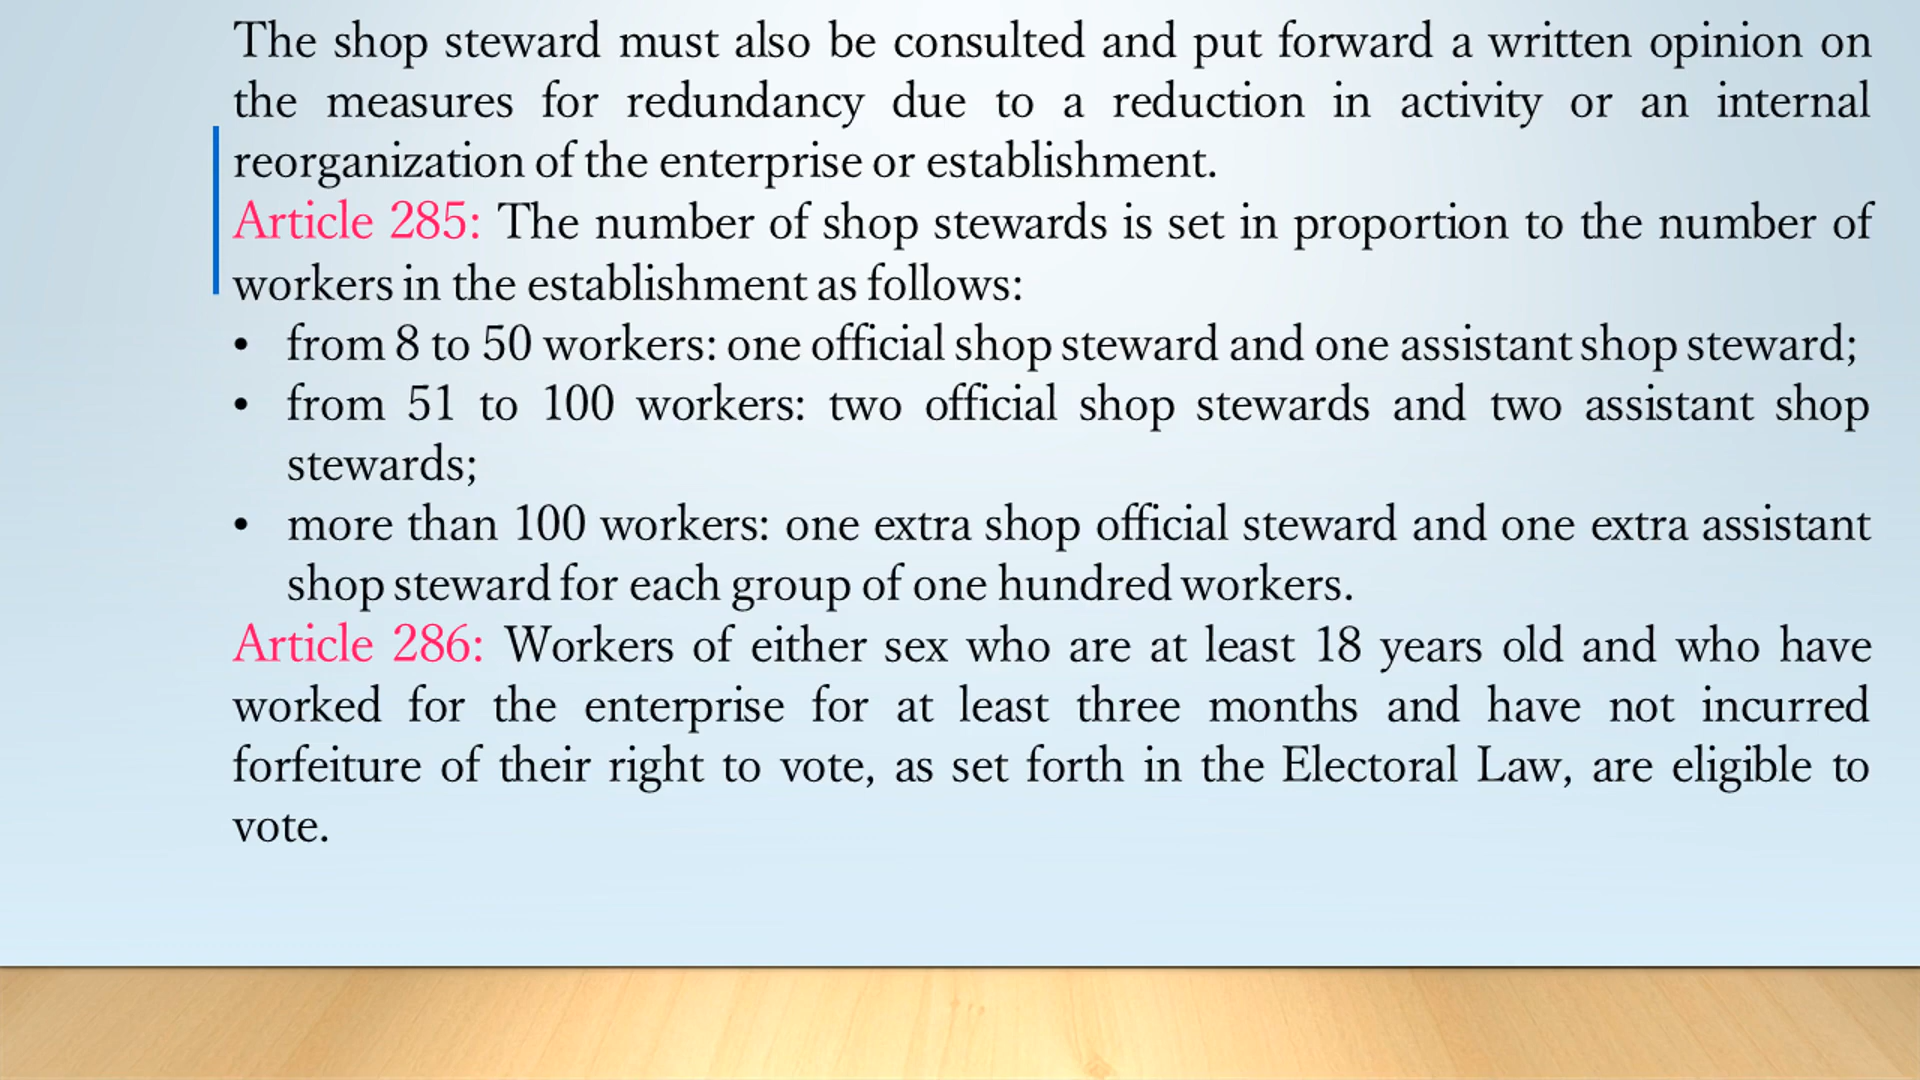 The shop steward must also be consulted and put forward a written opinion on
the measures for redundancy due to a reduction in activity or an internal
reorganization of the enterprise or establishment.
Article 285: The number of shop stewards is set in proportion to the number of
workers in the establishment as follows:
• from 8 to 50 workers: one official shop steward and one assistant shop steward;
• from 51 to 100 workers: two official shop stewards and two assistant shop
stewards;
• more than 100 workers: one extra shop official steward and one extra assistant
shop steward for each group of one hundred workers.
Article 286: Workers of either sex who are at least 18 years old and who have
worked for the enterprise for at least three months and have not incurred
forfeiture of their right to vote, as set forth in the Electoral Law, are eligible to
vote.